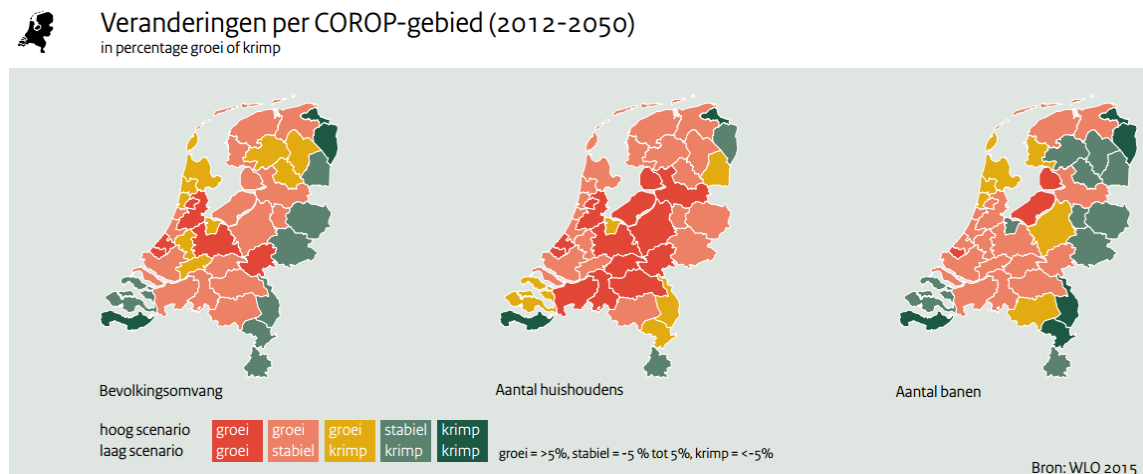 Veranderingen per COROP-gebied (2012-2050)
in percentage groei of krimp
Bevolkingsomvang
Aantal huishoudens
Aantal banen
hoog scenario groei groei groei stabiel krimp
laag scenario groei stabiel krimp krimp krimp
groei = >5%, stabiel = -5 % tot 5%, krimp = <-5%
Bron: WLO 2015